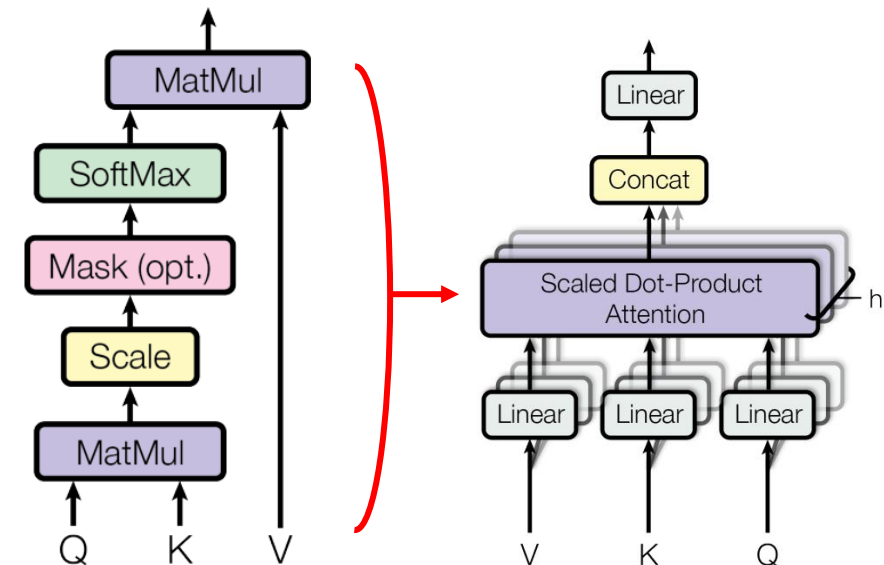 MatMul
SoftMax
Mask (opt.)
Scale
MatMul
Q K V
Linear
Concat
Scaled Dot-Product
Attention
h
Linear Linear Linear
V K Q